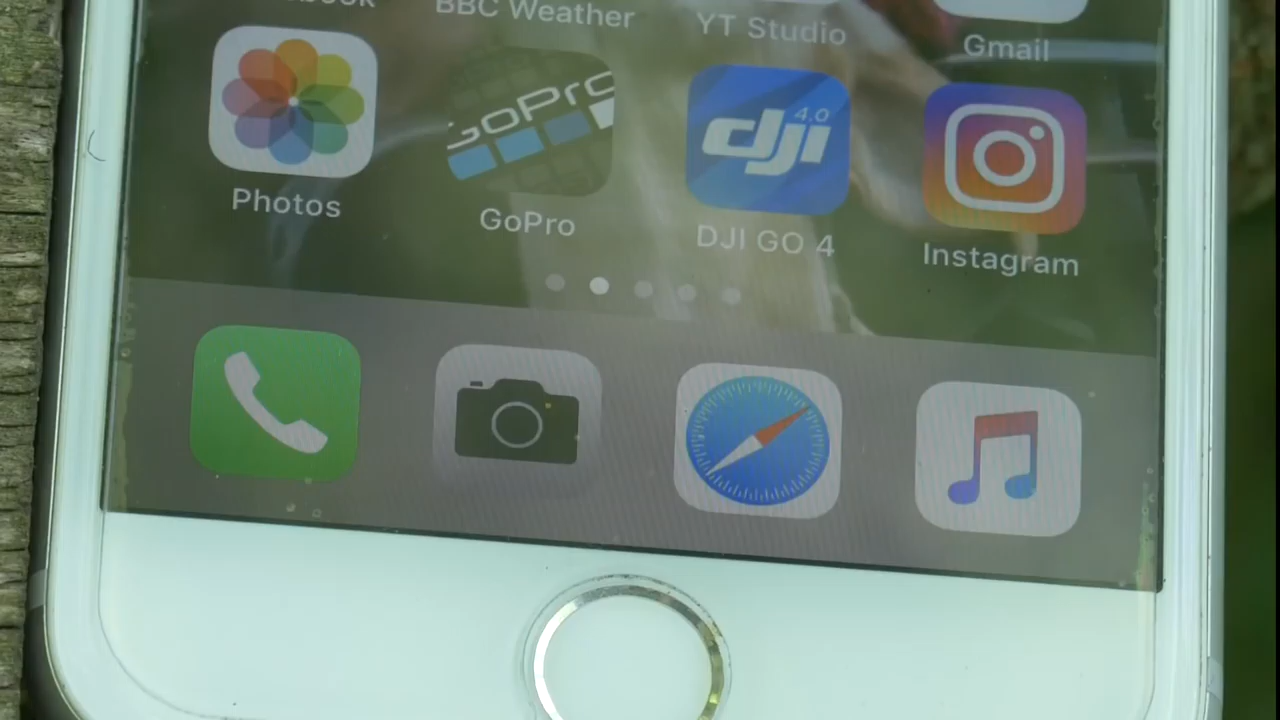 BBC Weather
YT Studio
Gmail
GoPro
dji 4.0
Photos
GoPro
DJI GO 4
Instagram